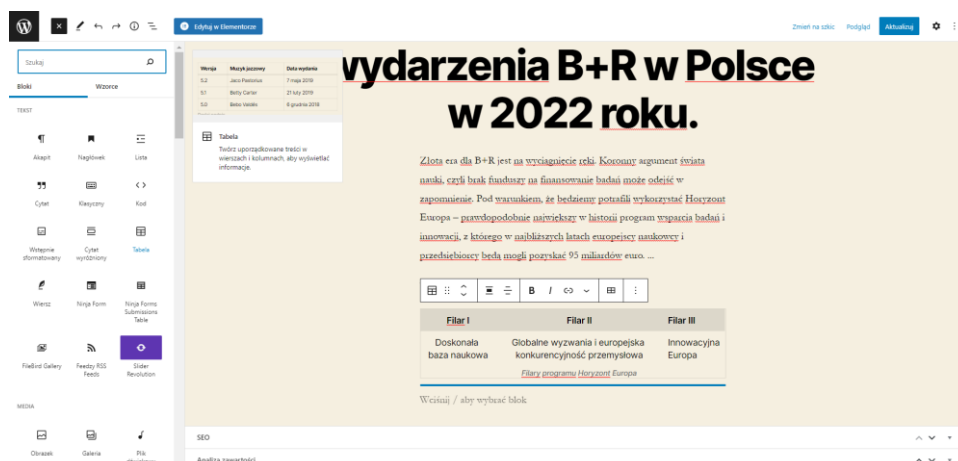 Edytuj w Elementorze
Zmień na szkic Podgląd Aktualizuj
Szukaj
Bloki Wzorce
TEKST
Akapit Nagłówek Lista
Cytat Klasyczny Kod
Wstępnie sformatowany Cytat wyróżniony Tabela
Wiersz Ninja Form Ninja Forms Submissions Table
FileBird Gallery Feedzy RSS Feeds Slider Revolution
MEDIA
Obrazek Galeria Plik
Wersja Muzyk jazzowy Data wydania
5.2 Jaco Pastorius 7 maja 2019
5.1 Betty Carter 21 luty 2019
5.0 Bebo Valdés 6 grudnia 2018
Tabela
Twórz uporządkowane treści w
wierszach i kolumnach, aby wyświetlać
informacje.
wydarzenia B+R w Polsce
w 2022 roku.
Złota era dla B+R jest na wyciągnięcie ręki. Koronny argument świata
nauki, czyli brak funduszy na finansowanie badań może odejść w
zapomnienie. Pod warunkiem, że będziemy potrafili wykorzystać Horyzont
Europa – prawdopodobnie największy w historii program wsparcia badań i
innowacji, z którego w najbliższych latach europejscy naukowcy i
przedsiębiorcy będą mogli pozyskać 95 miliardów euro. ...
B I
Filar I Filar II Filar III
Doskonała Globalne wyzwania i europejska Innowacyjna
baza naukowa konkurencyjność przemysłowa Europa
Filary programu Horyzont Europa
Wciśnij / aby wybrać blok
SEO
Analiza zawartości